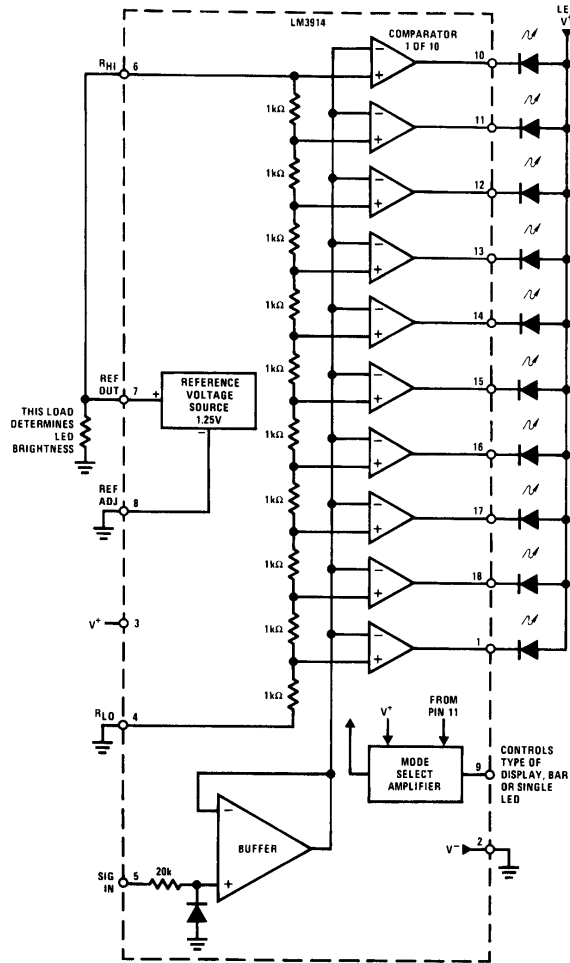 LM3914
LE
V+
COMPARATOR
1 OF 10
RHI
6
10
1kΩ
11
1kΩ
12
1kΩ
13
1kΩ
14
1kΩ
REF
OUT
7
+
REFERENCE
VOLTAGE
SOURCE
1.25V
−
15
THIS LOAD
DETERMINES
LED
BRIGHTNESS
1kΩ
16
1kΩ
REF
ADJ
8
17
1kΩ
18
V+
3
1kΩ
1
1kΩ
RLO
4
V+
FROM
PIN 11
MODE
SELECT
AMPLIFIER
9
CONTROLS
TYPE OF
DISPLAY, BAR
OR SINGLE
LED
−
BUFFER
+
V−
2
SIG
IN
5
20k